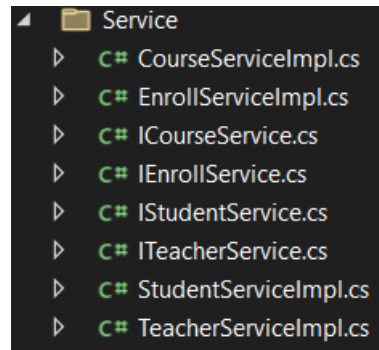 Service
C# CourseServiceImpl.cs
C# EnrollServiceImpl.cs
C# ICourseService.cs
C# IEnrollService.cs
C# IStudentService.cs
C# ITeacherService.cs
C# StudentServiceImpl.cs
C# TeacherServiceImpl.cs